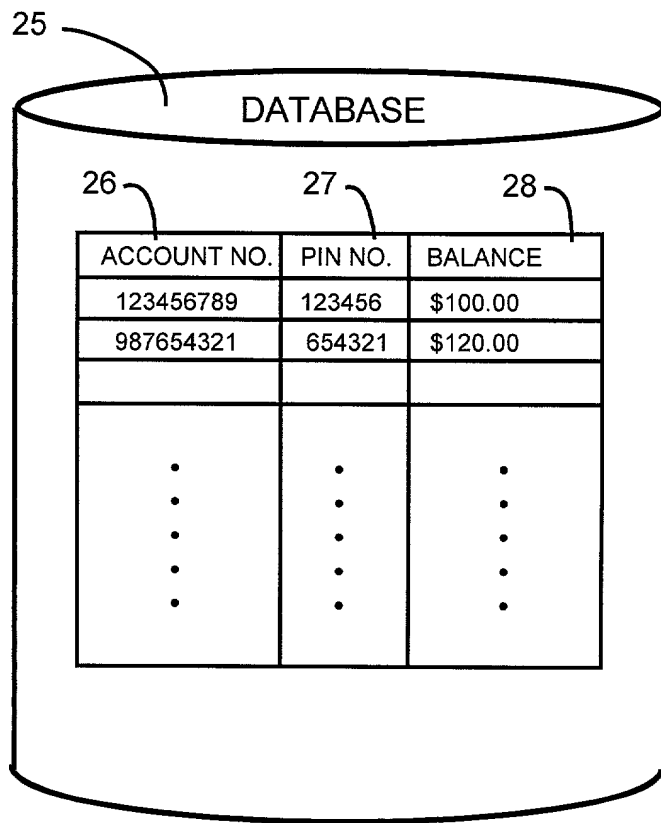 25
DATABASE
26 27 28
ACCOUNT NO. PIN NO. BALANCE
123456789 123456 $100.00
987654321 654321 $120.00